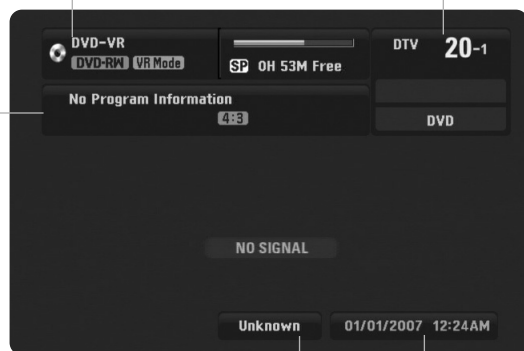 DVD-VR
DVD-RW VR Mode
SP 0H 53M Free
DTV 20-1
No Program Information
4:3
DVD
NO SIGNAL
Unknown
01/01/2007 12:24AM